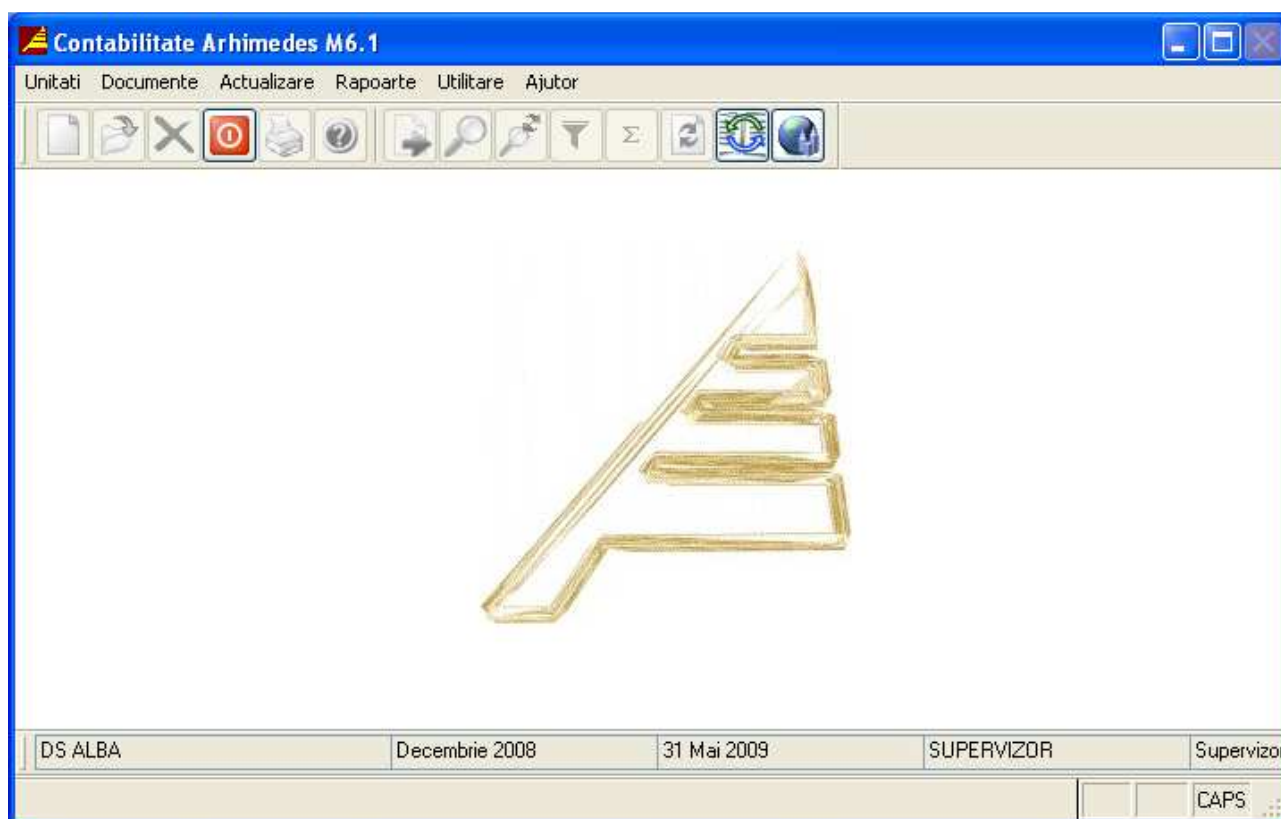 Contabilitate Arhimedes M6.1
Unitati Documente Actualizare Rapoarte Utilitare Ajutor
Σ
DS ALBA Decembrie 2008 31 Mai 2009 SUPERVIZOR Supervizo
CAPS